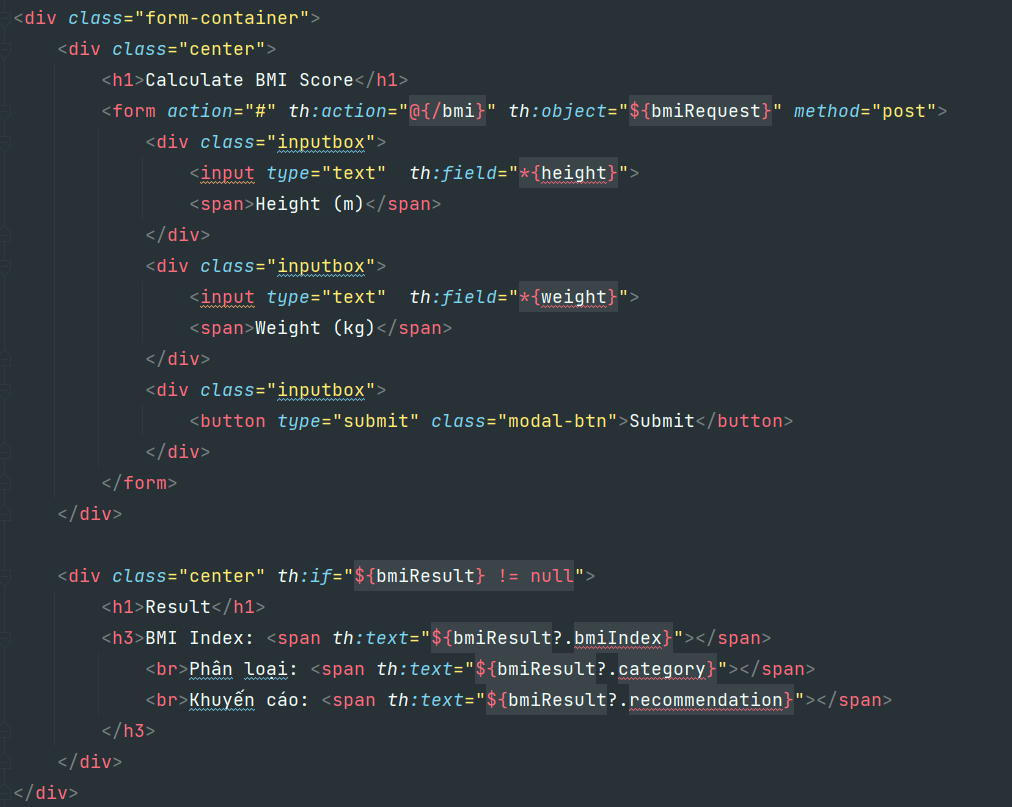 <div class="form-container">
    <div class="center">
        <h1>Calculate BMI Score</h1>
        <form action="#" th:action="@{/bmi}" th:object="${bmiRequest}" method="post">
            <div class="inputbox">
                <input type="text"  th:field="*{height}">
                <span>Height (m)</span>
            </div>
            <div class="inputbox">
                <input type="text"  th:field="*{weight}">
                <span>Weight (kg)</span>
            </div>
            <div class="inputbox">
                <button type="submit" class="modal-btn">Submit</button>
            </div>
        </form>
    </div>

    <div class="center" th:if="${bmiResult} != null">
        <h1>Result</h1>
        <h3>BMI Index: <span th:text="${bmiResult?.bmiIndex}"></span>
            <br>Phân loại: <span th:text="${bmiResult?.category}"></span>
            <br>Khuyến cáo: <span th:text="${bmiResult?.recommendation}"></span>
        </h3>
    </div>
</div>